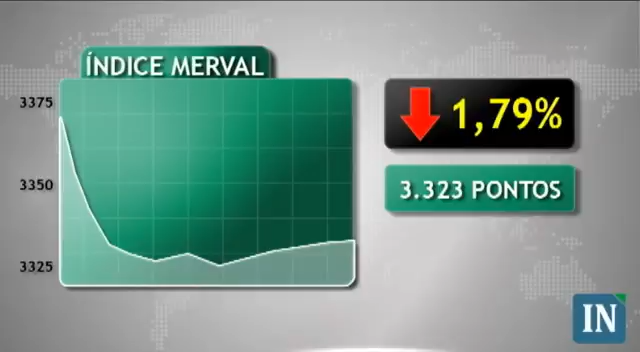 ÍNDICE MERVAL
3375
3350
3325
1,79%
3.323 PONTOS
IN